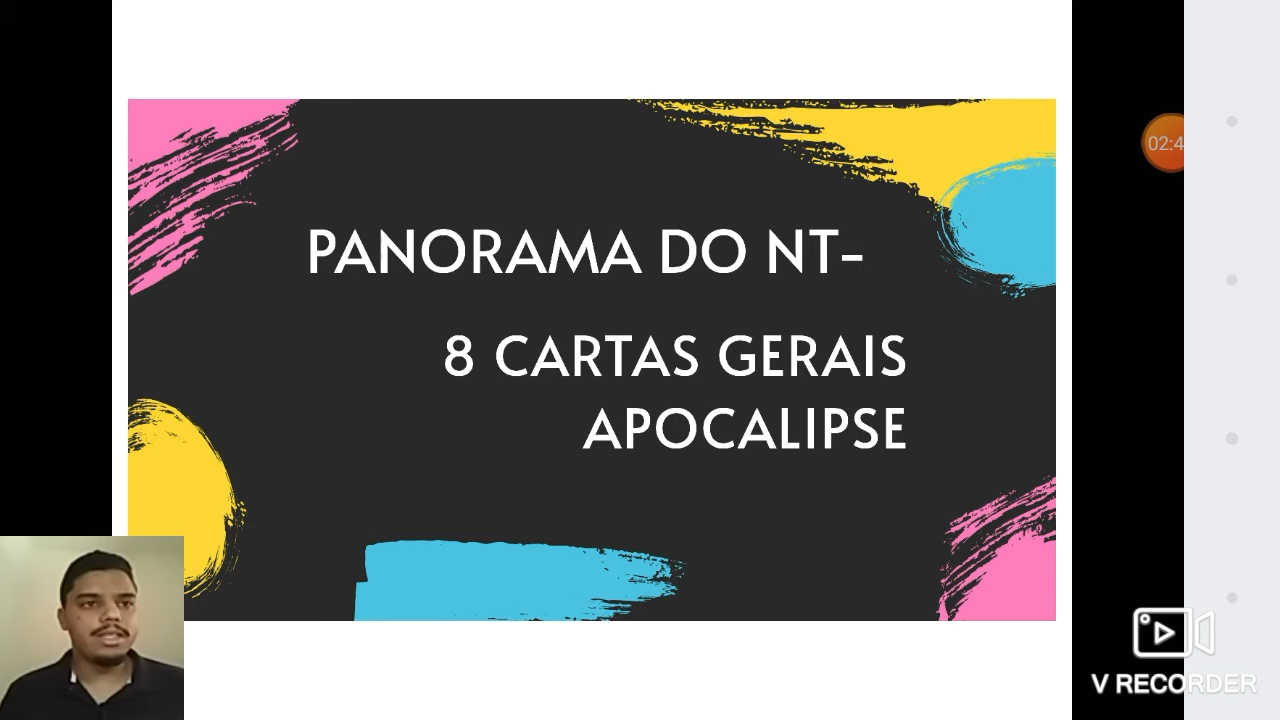 PANORAMA DO NT-
8 CARTAS GERAIS
APOCALIPSE
02:4
V RECORDER